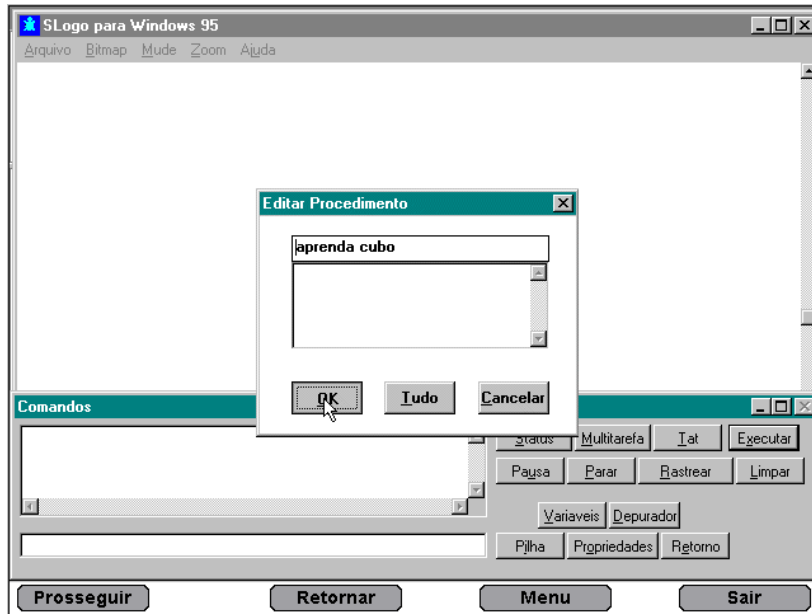 SLogo para Windows 95
Arquivo Bitmap Mude Zoom Ajuda
Editar Procedimento
aprenda cubo
OK Tudo Cancelar
Comandos
Status Multitarefa Tat Executar
Pausa Parar Rastrear Limpar
Variaveis Depurador
Pilha Propriedades Retorno
Prosseguir Retornar Menu Sair